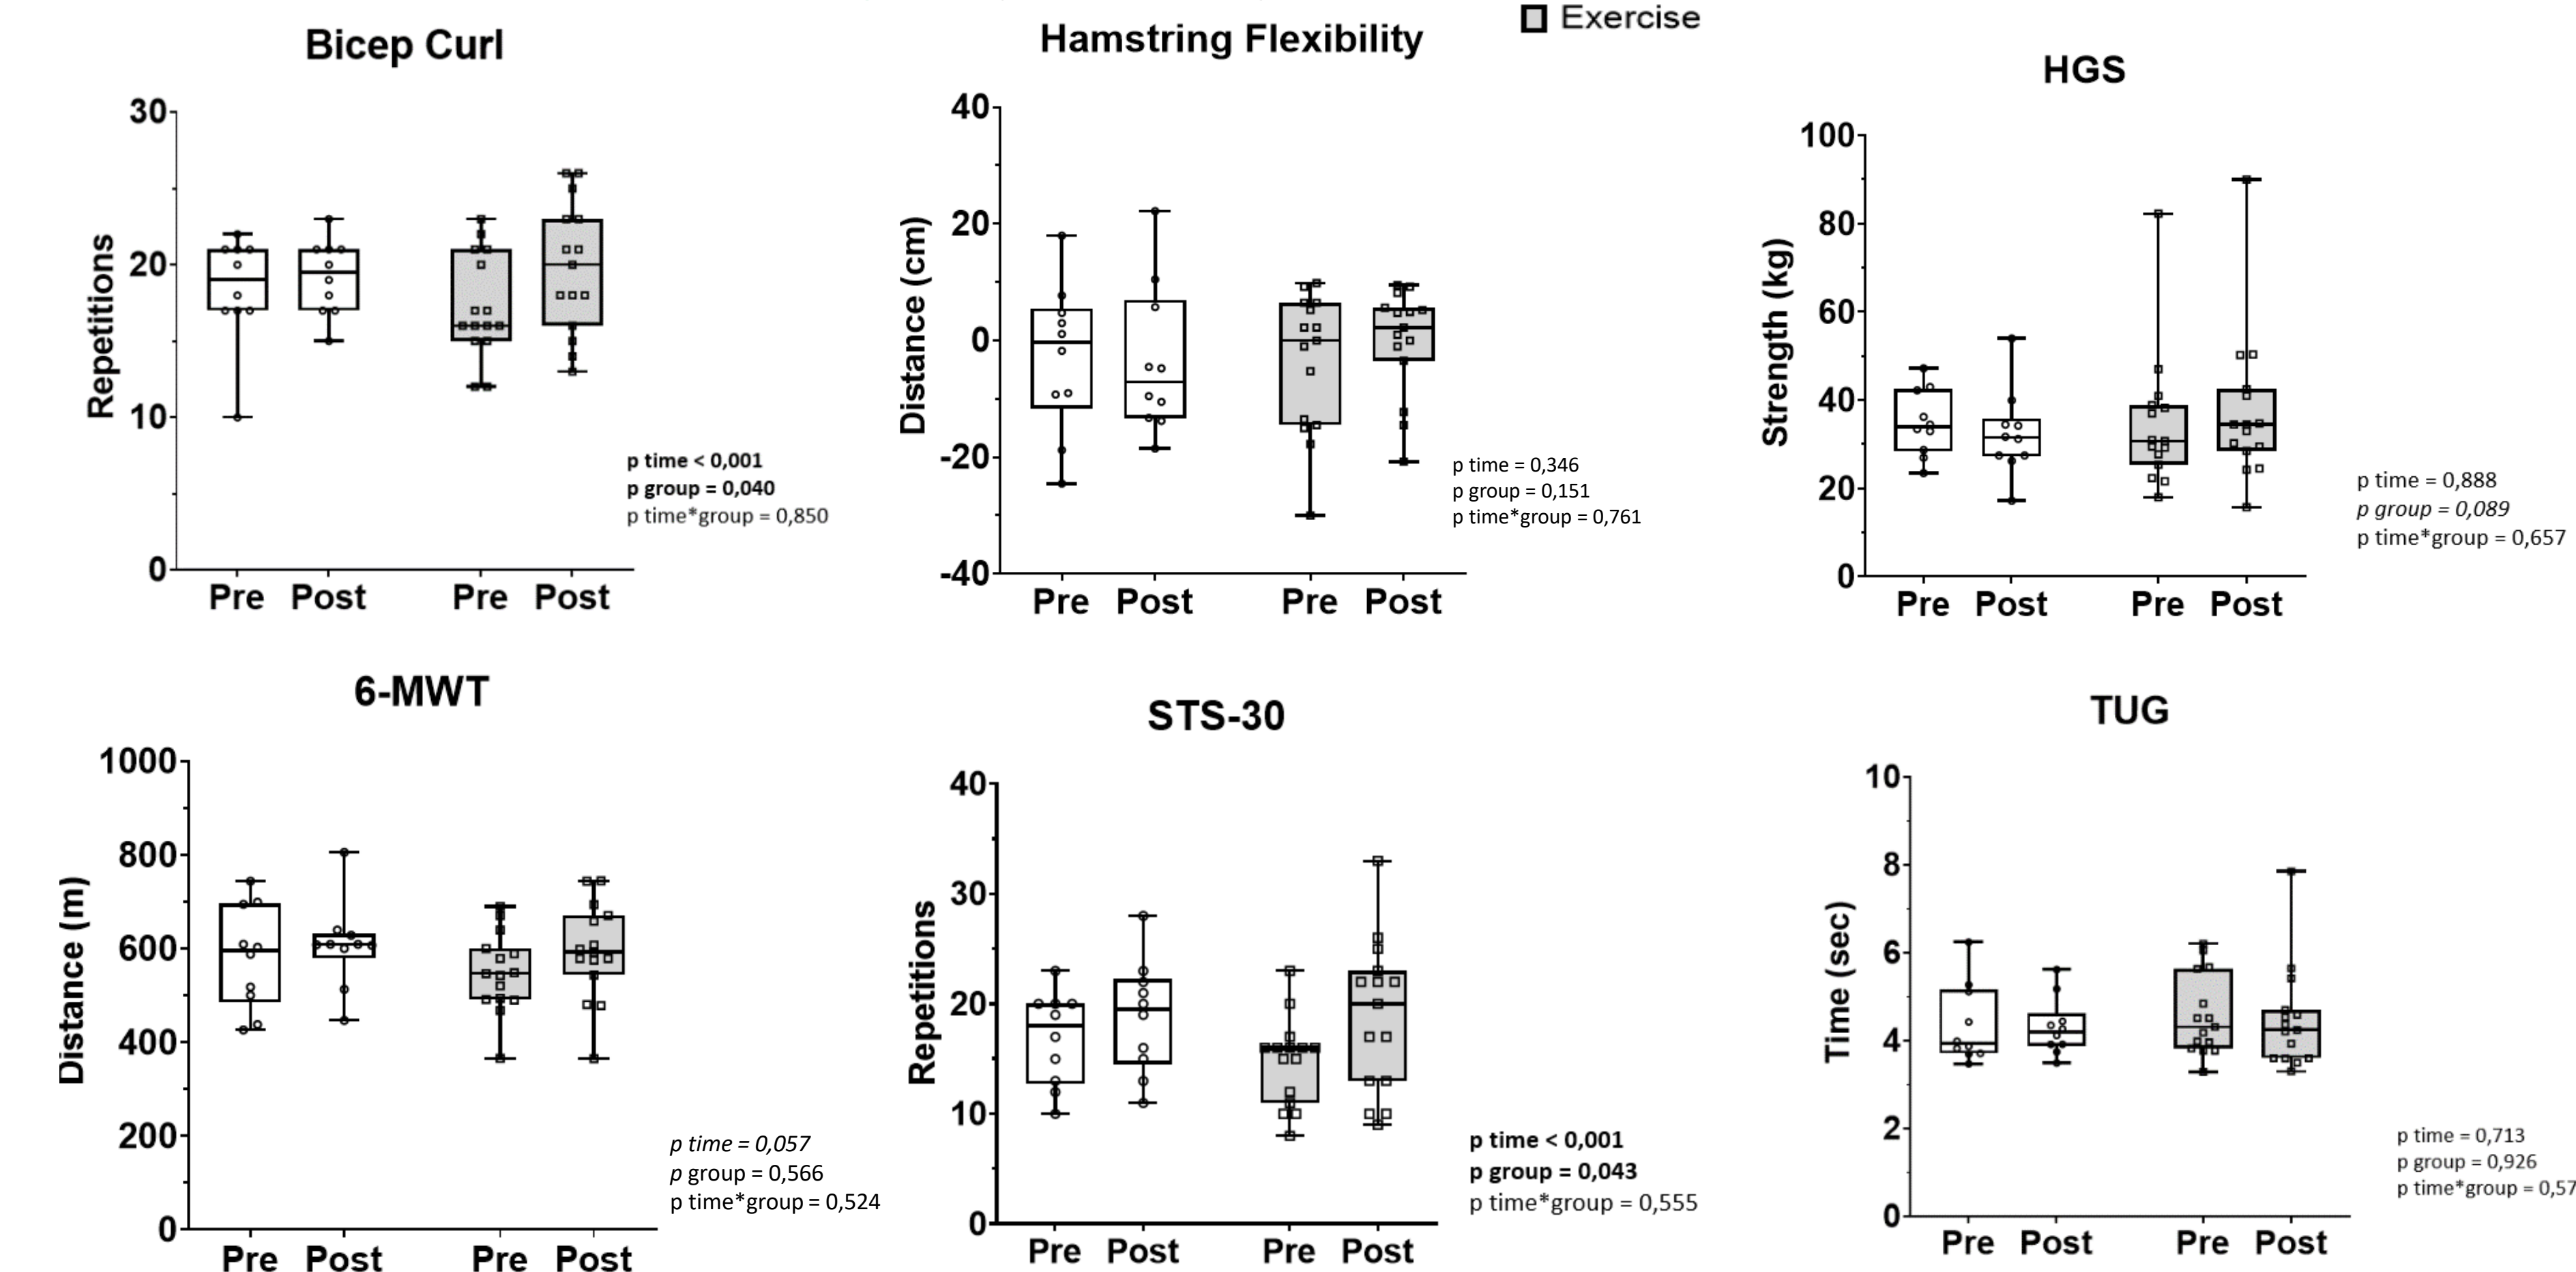 Exercise
Bicep Curl
Repetitions
30
20
10
0
Pre Post Pre Post
p time < 0,001
p group = 0,040
p time*group = 0,850
Hamstring Flexibility
Distance (cm)
40
20
0
-20
-40
Pre Post Pre Post
p time = 0,346
p group = 0,151
p time*group = 0,761
HGS
Strength (kg)
100
80
60
40
20
0
Pre Post Pre Post
p time = 0,888
p group = 0,089
p time*group = 0,657
6-MWT
Distance (m)
1000
800
600
400
200
0
Pre Post Pre Post
p time = 0,057
p group = 0,566
p time*group = 0,524
STS-30
Repetitions
40
30
20
10
0
Pre Post Pre Post
p time < 0,001
p group = 0,043
p time*group = 0,555
TUG
Time (sec)
10
8
6
4
2
0
Pre Post Pre Post
p time = 0,713
p group = 0,926
p time*group = 0,57